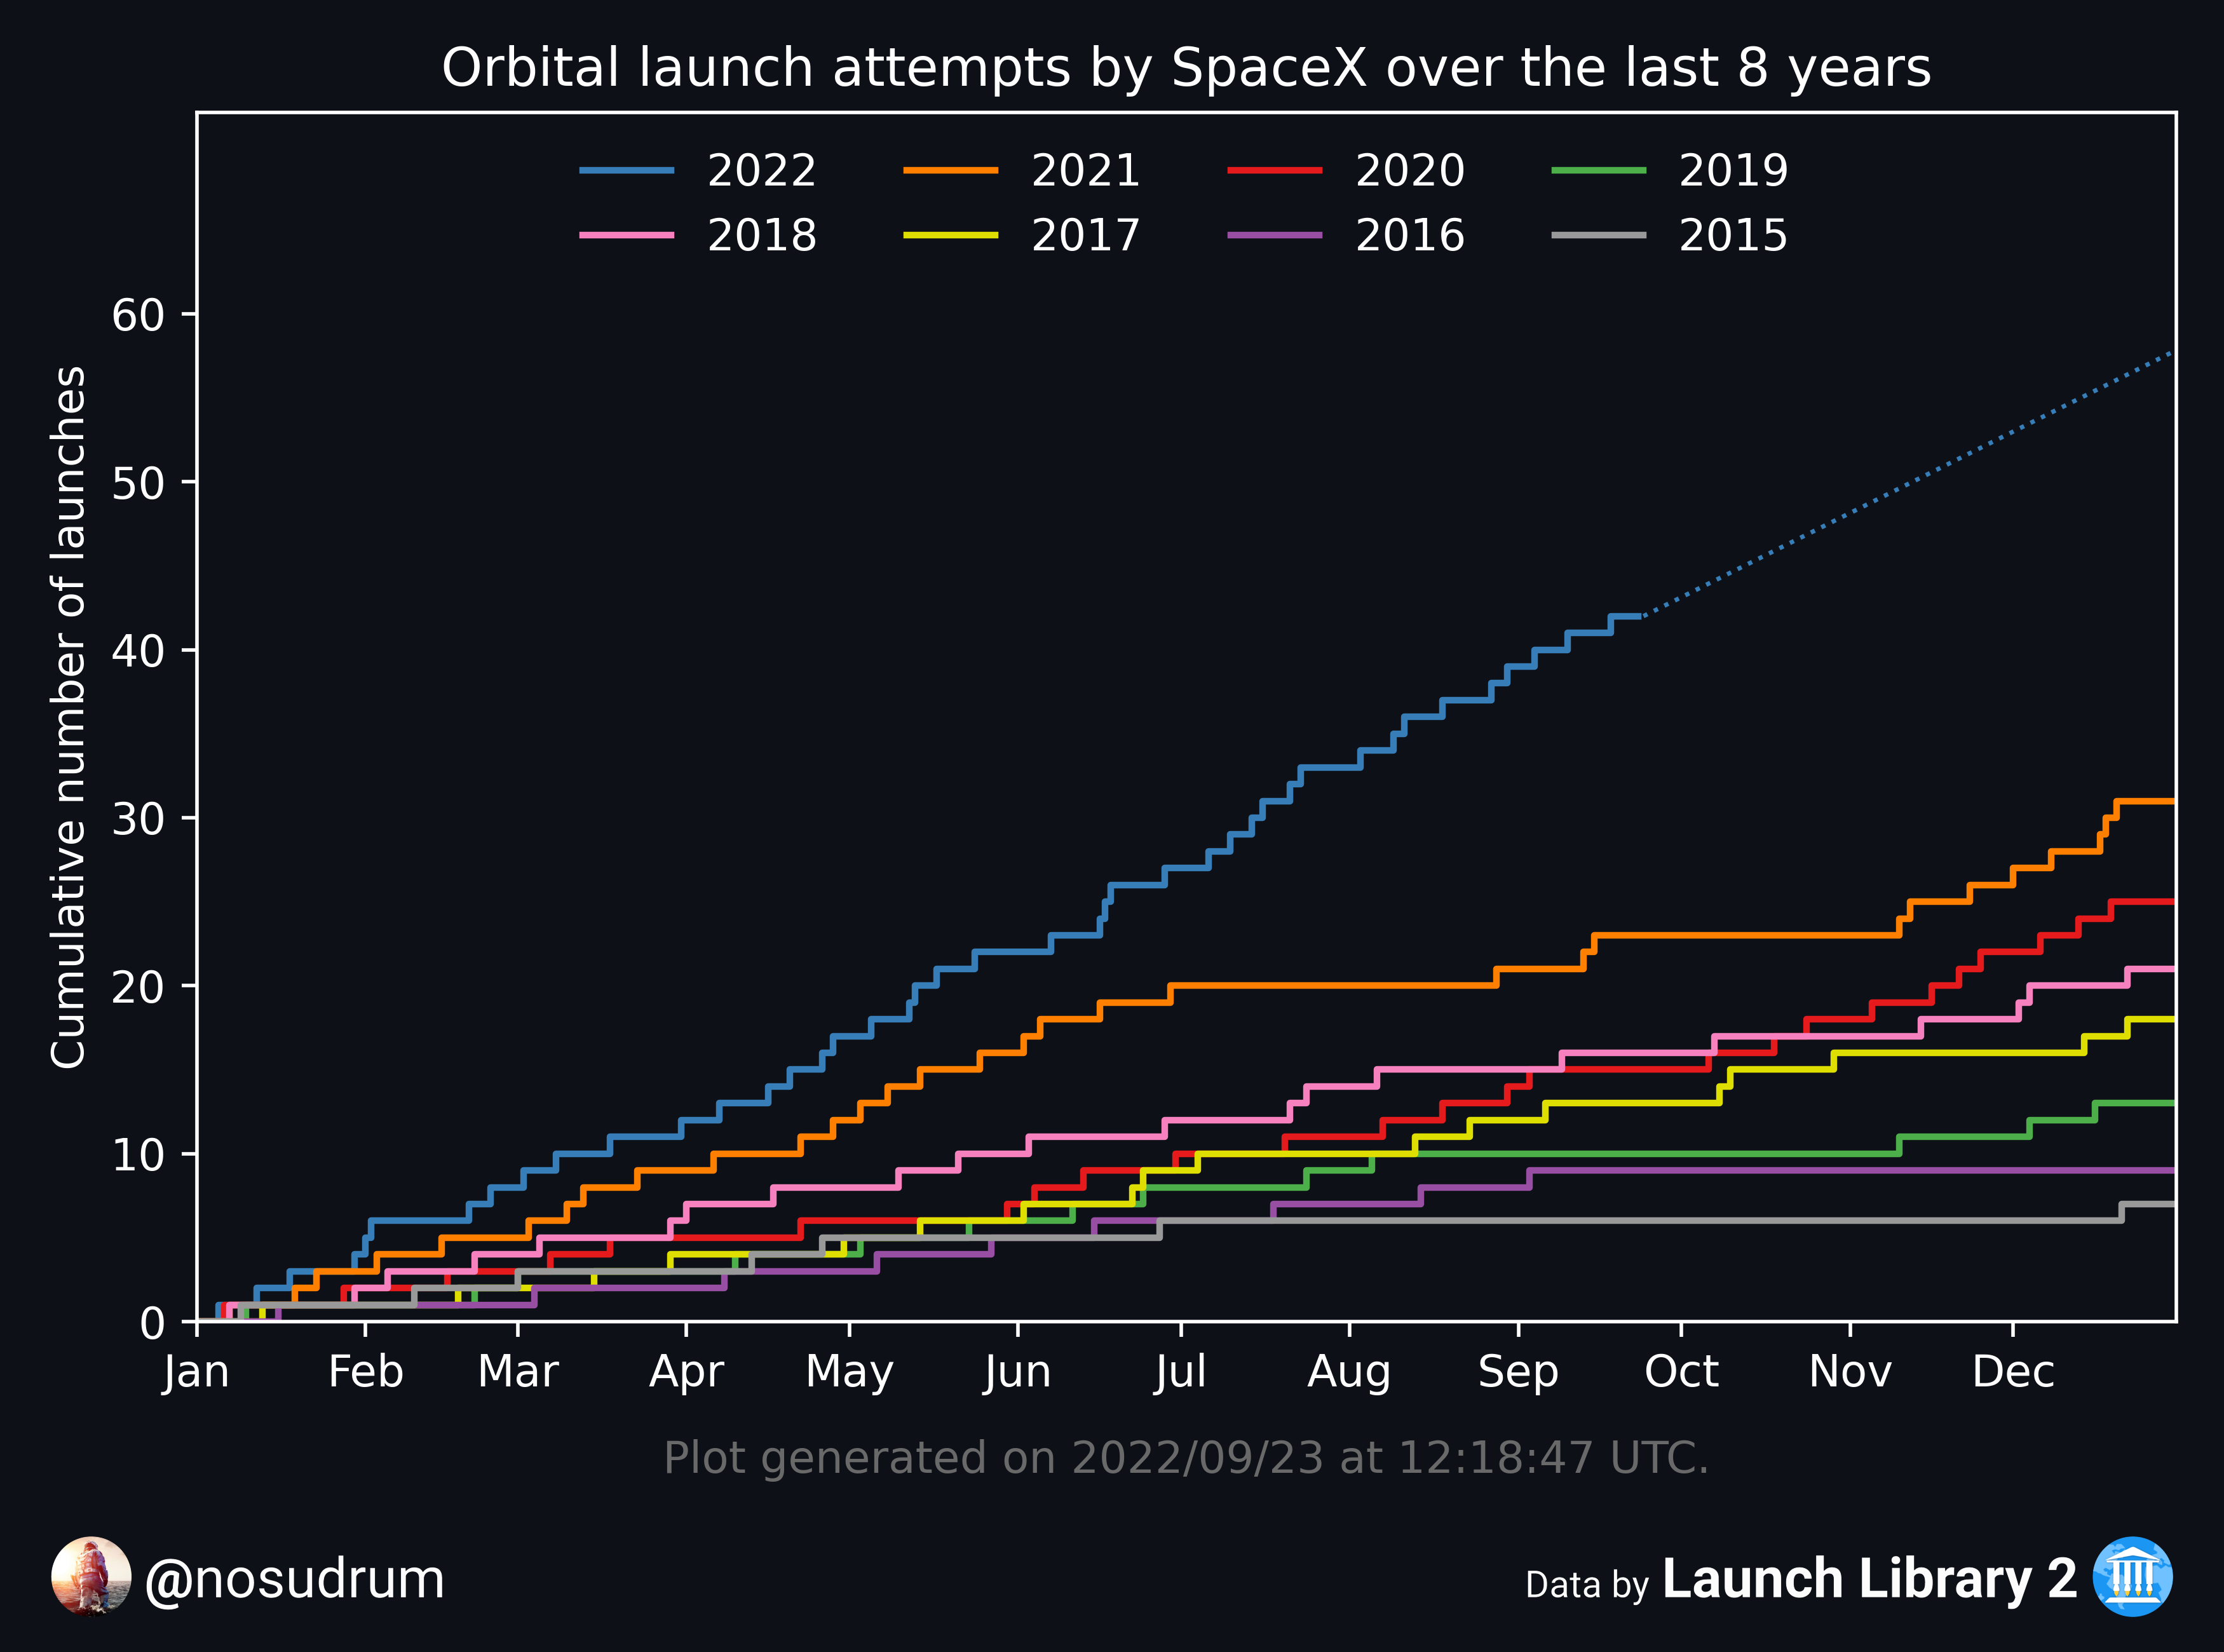 Orbital launch attempts by SpaceX over the last 8 years
2022 2021 2020 2019
2018 2017 2016 2015
Cumulative number of launches
60
50
40
30
20
10
0
Jan Feb Mar Apr May Jun Jul Aug Sep Oct Nov Dec
Plot generated on 2022/09/23 at 12:18:47 UTC.
@nosudrum
Data by Launch Library 2